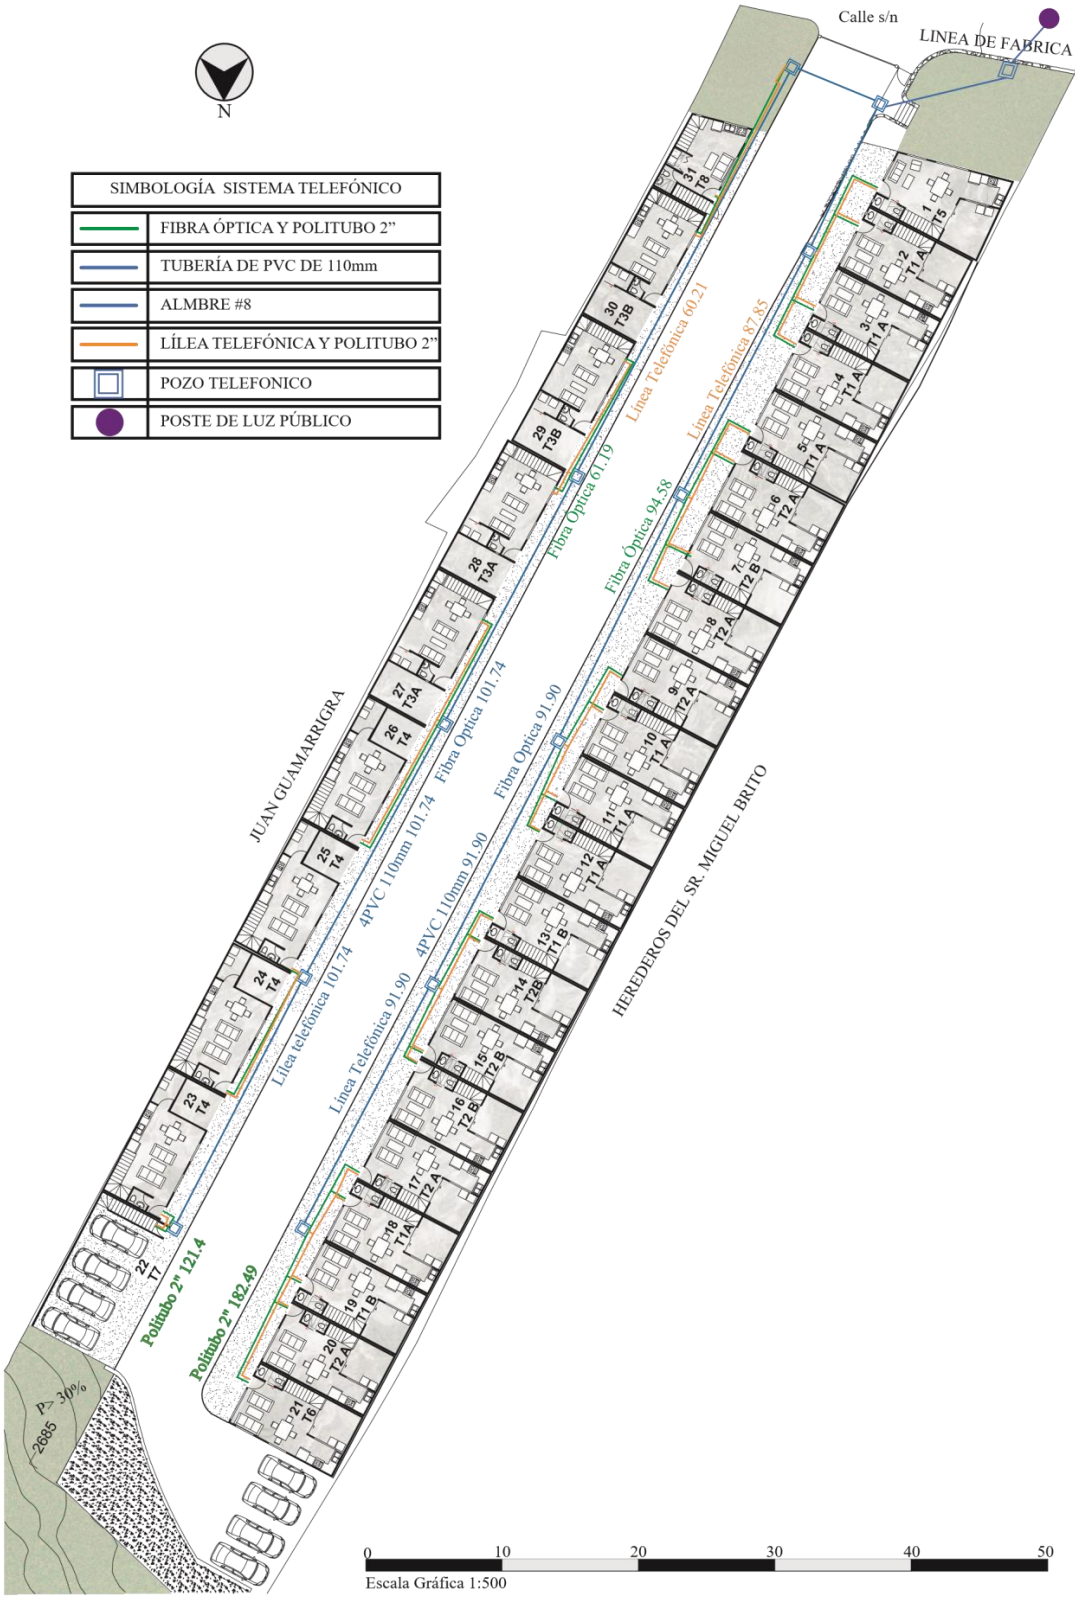 Calle s/n
LINEA DE FABRICA
N
SIMBOLOGÍA SISTEMA TELEFÓNICO
FIBRA ÓPTICA Y POLITUBO 2”
TUBERÍA DE PVC DE 110mm
ALMBRE #8
LÍLEA TELEFÓNICA Y POLITUBO 2”
POZO TELEFONICO
POSTE DE LUZ PÚBLICO
31
T8
30
T3B
29
T3B
28
T3A
27
T3A
26
T4
25
T4
24
T4
23
T4
22
T7
1
T5
2
T1 A
3
T1 A
4
T1 A
5
T1 A
6
T2 A
7
T2 B
8
T2 A
9
T2 A
10
T1 A
11
T1 A
12
T1 A
13
T1 B
14
T2B
15
T2 B
16
T2 B
17
T2 A
18
T1A
19
T1 B
20
T2 A
21
T6
Línea Telefónica 60.21
Línea Telefónica 87.85
Fibra Óptica 61.19
Fibra Óptica 94.58
Fibra Optica 101.74
Fibra Optica 91.90
4PVC 110mm 101.74
4PVC 110mm 91.90
Lílea telefónica 101.74
Línea Telefónica 91.90
Politubo 2" 121.4
Politubo 2" 182.49
JUAN GUAMARRIGRA
HEREDEROS DEL SR. MIGUEL BRITO
P> 30%
2685
0 10 20 30 40 50
Escala Gráfica 1:500